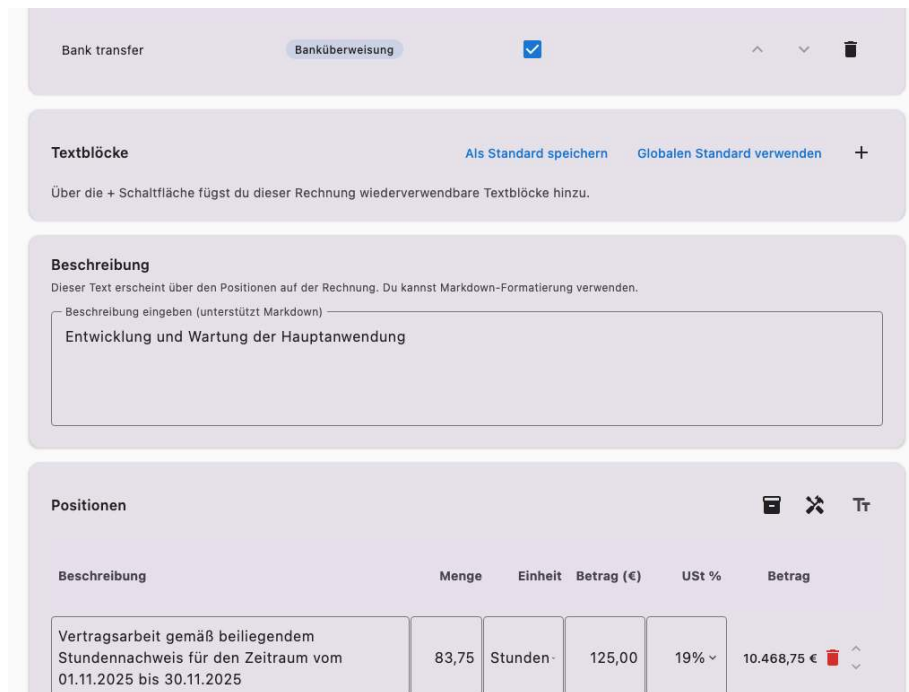 Bank transfer Banküberweisung
Textblöcke Als Standard speichern Globalen Standard verwenden +
Über die + Schaltfläche fügst du dieser Rechnung wiederverwendbare Textblöcke hinzu.
Beschreibung
Dieser Text erscheint über den Positionen auf der Rechnung. Du kannst Markdown-Formatierung verwenden.
Beschreibung eingeben (unterstützt Markdown)
Entwicklung und Wartung der Hauptanwendung
Positionen TT
Beschreibung Menge Einheit Betrag (€) USt % Betrag
Vertragsarbeit gemäß beiliegendem
Stundennachweis für den Zeitraum vom 83,75 Stunden 125,00 19% 10.468,75 €
01.11.2025 bis 30.11.2025